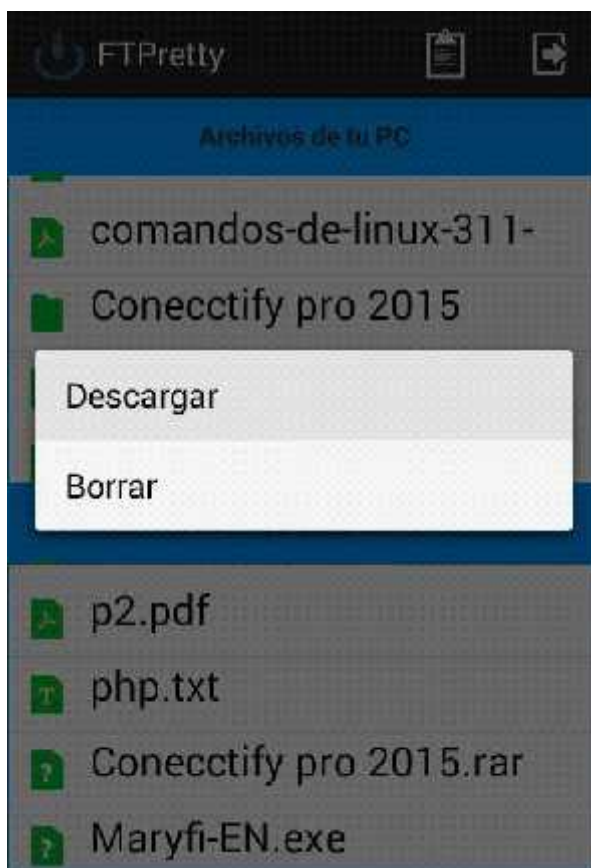 FTPretty
Archivos de tu PC
comandos-de-linux-311-
Conecctify pro 2015
Descargar
Borrar
p2.pdf
php.txt
Conecctify pro 2015.rar
Maryfi-EN.exe